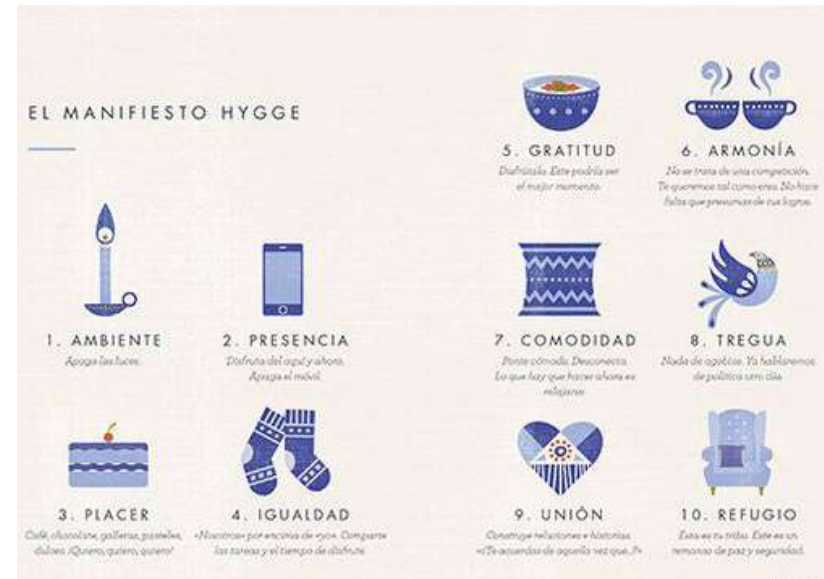 EL MANIFIESTO HYGGE
1. AMBIENTE
Apaga las luces.
2. PRESENCIA
Disfruta del aquí y ahora.
Apaga el móvil.
3. PLACER
Café, chocolate, galletas, pasteles,
dulces. ¡Quiero, quiero, quiero!
4. IGUALDAD
«Nosotros» por encima de «yo». Comparte
las tareas y el tiempo de disfrute.
5. GRATITUD
Disfrútalo. Este podría ser
el mejor momento.
6. ARMONÍA
No se trata de una competición.
Te queremos tal como eres. No hace
falta que presumas de tus logros.
7. COMODIDAD
Ponte cómodo. Desconecta.
Lo que hay que hacer ahora es
relajarse.
8. TREGUA
Nada de agobios. Ya hablaremos
de política otro día.
9. UNIÓN
Construye relaciones e historias.
«¿Te acuerdas de aquella vez que...?»
10. REFUGIO
Esta es tu tribu. Este es un
remanso de paz y seguridad.